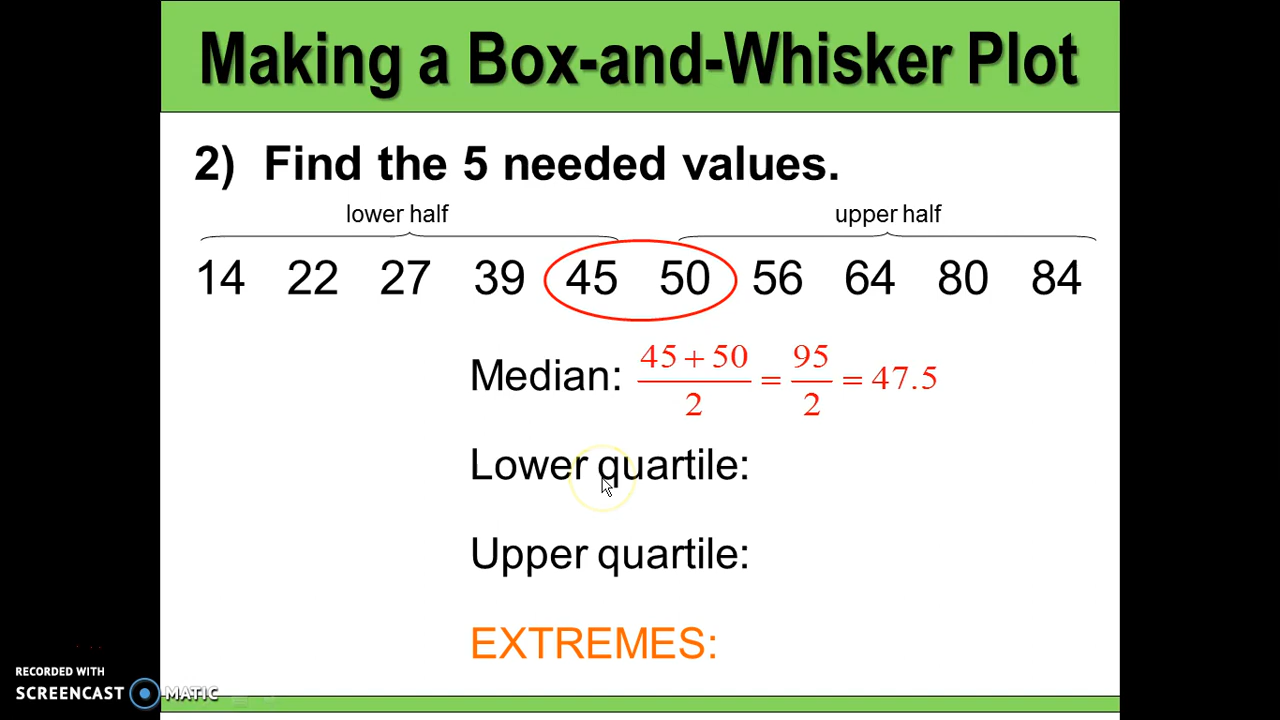 Making a Box-and-Whisker Plot
2) Find the 5 needed values.
lower half upper half
14 22 27 39 45 50 56 64 80 84
Median: 45 + 50 / 2 = 95 / 2 = 47.5
Lower quartile:
Upper quartile:
EXTREMES:
RECORDED WITH
SCREENCAST MATIC